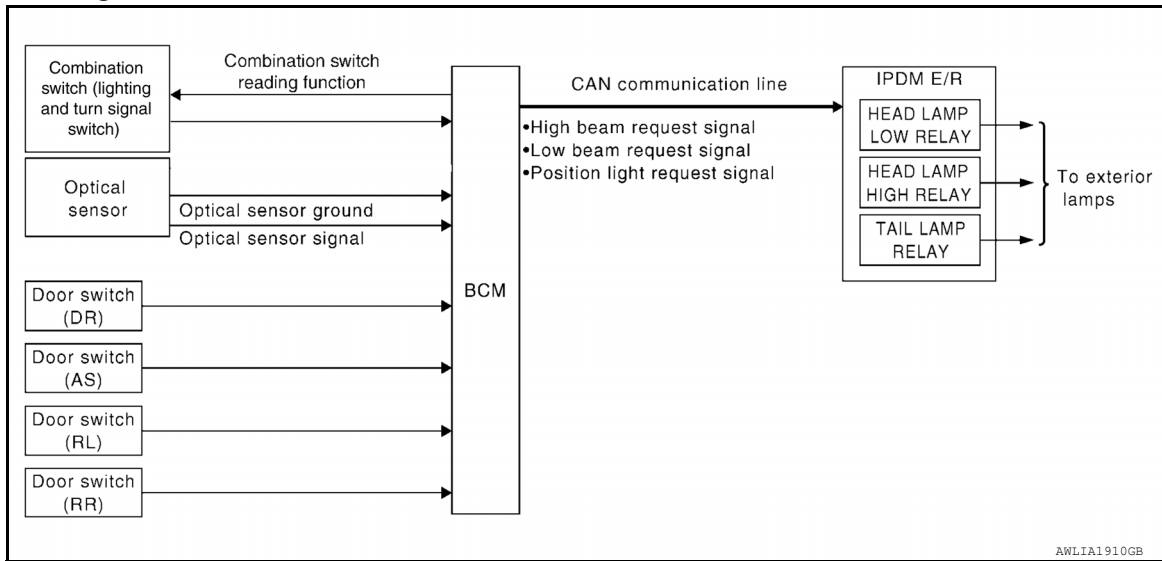 Combination
switch (lighting
and turn signal
switch)
Combination switch
reading function
Optical
sensor
Optical sensor ground
Optical sensor signal
Door switch
(DR)
Door switch
(AS)
Door switch
(RL)
Door switch
(RR)
BCM
CAN communication line
•High beam request signal
•Low beam request signal
•Position light request signal
IPDM E/R
HEAD LAMP
LOW RELAY
HEAD LAMP
HIGH RELAY
TAIL LAMP
RELAY
To exterior
lamps
AWLIA1910GB